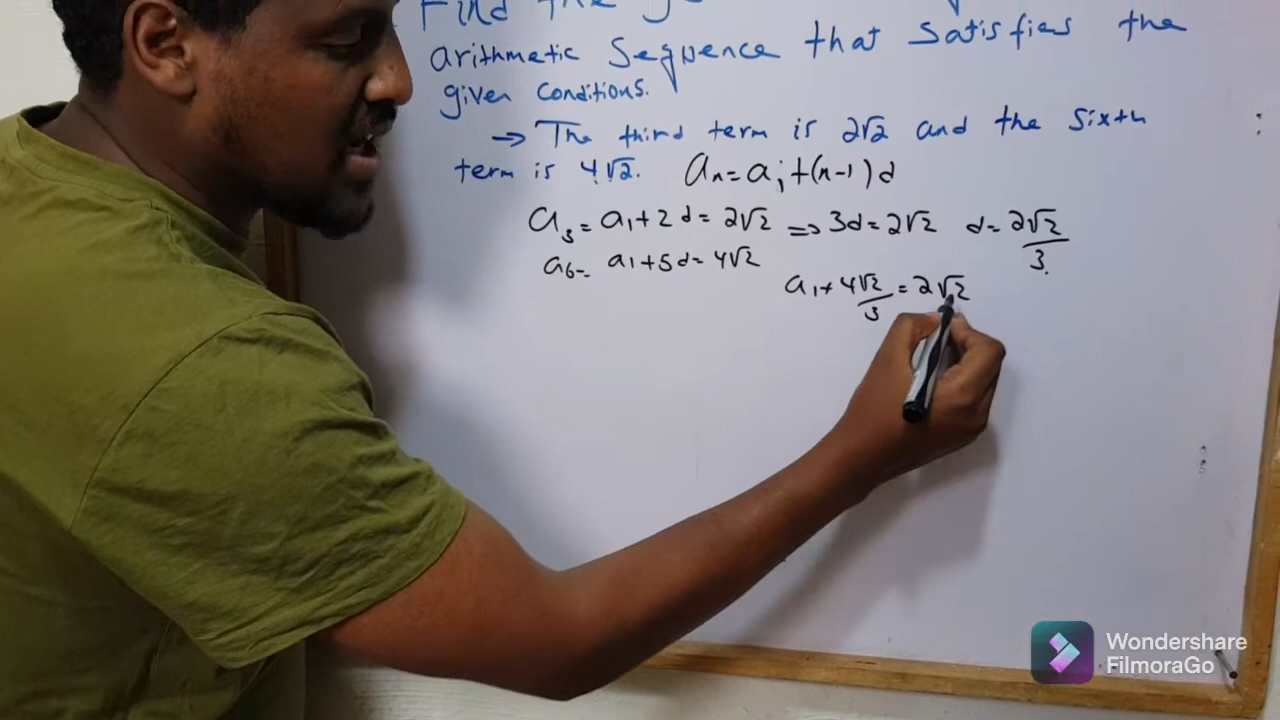 Find the
arithmetic Sequence that satisfies the
given conditions.
→ The third term is 2√2 and the sixth
term is 4√2. aₙ=a₁+(n-1)d
a₃=a₁+2d=2√2 ⇒ 3d=2√2 d=2√2/3.
a₆= a₁+5d=4√2
a₁+4√2/3=2√2
Wondershare
FilmoraGo